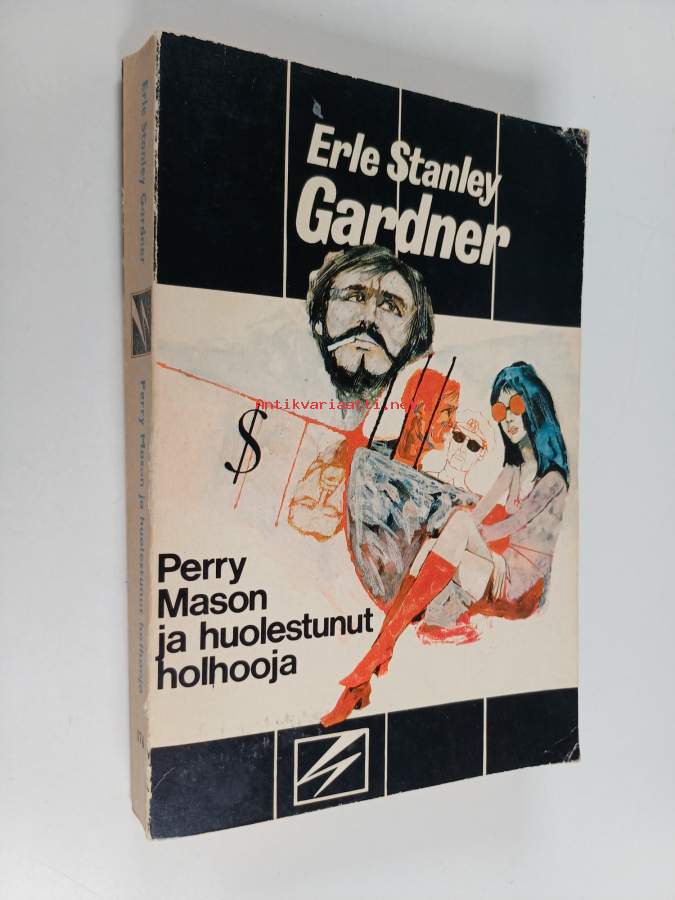 Erle Stanley
Gardner
$
Perry
Mason
ja huolestunut
holhooja
Erle Stanley Gardner
Perry Mason ja huolestunut holhooja
Antikvariaatti.net